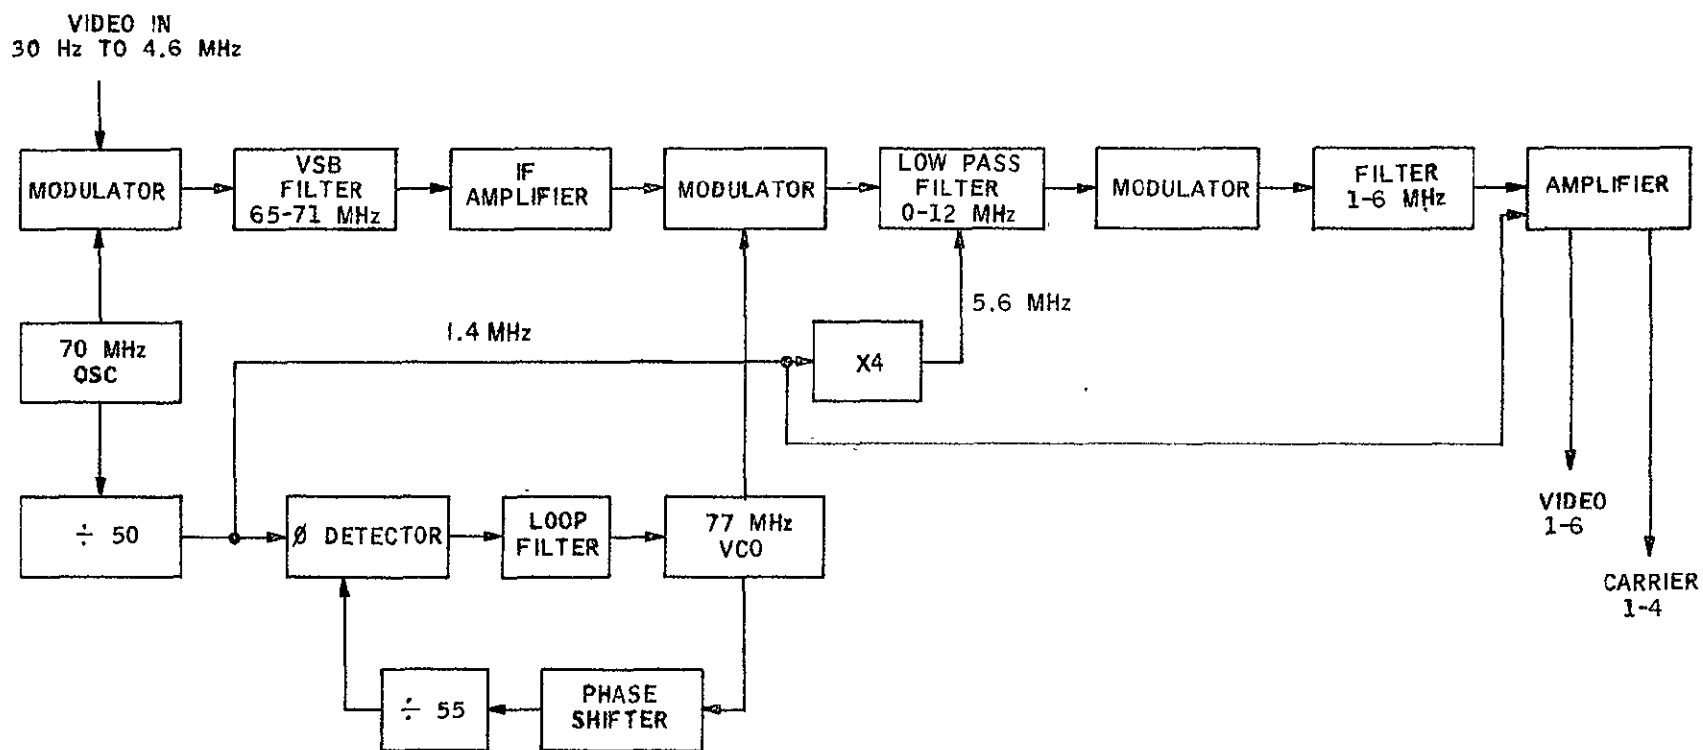 VIDEO IN
30 Hz TO 4.6 MHz
MODULATOR
VSB
FILTER
65-71 MHz
IF
AMPLIFIER
MODULATOR
LOW PASS
FILTER
0-12 MHz
MODULATOR
FILTER
1-6 MHz
AMPLIFIER
70 MHz
OSC
1.4 MHz
X4
5.6 MHz
÷ 50
Ø DETECTOR
LOOP
FILTER
77 MHz
VCO
VIDEO
1-6
CARRIER
1-4
÷ 55
PHASE
SHIFTER